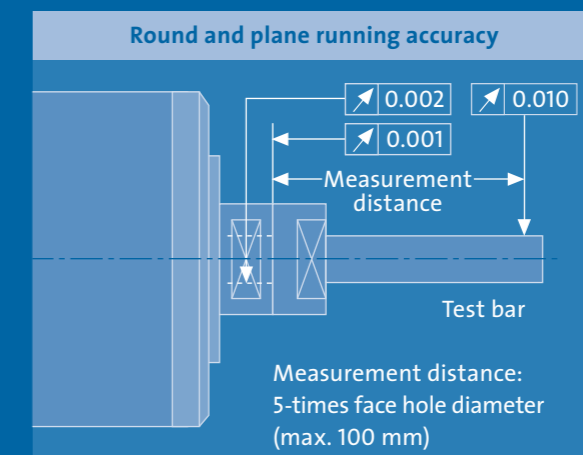 Round and plane running accuracy
0.002
0.010
0.001
Measurement
distance
Test bar
Measurement distance:
5-times face hole diameter
(max. 100 mm)